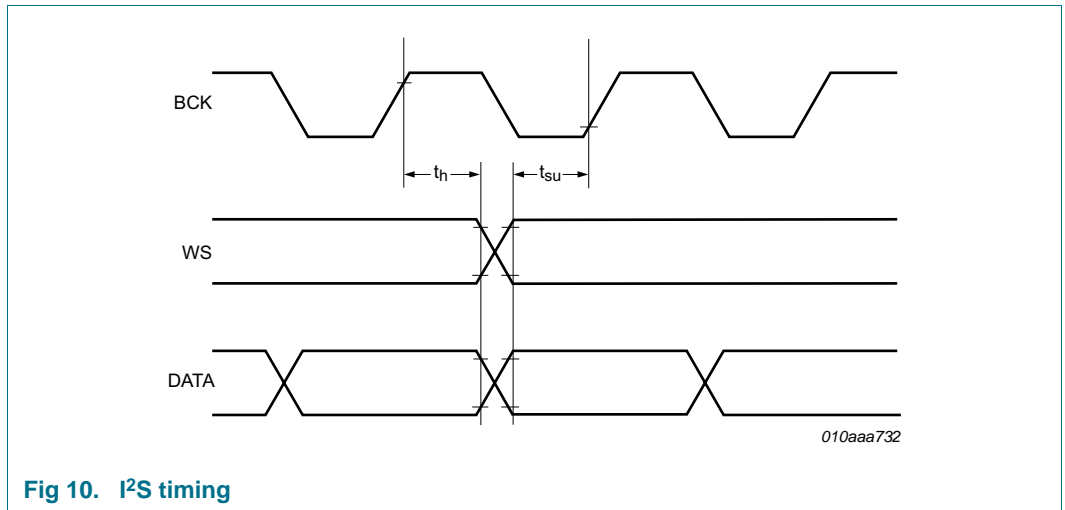 BCK
th
tsu
WS
DATA
010aaa732
Fig 10. I²S timing